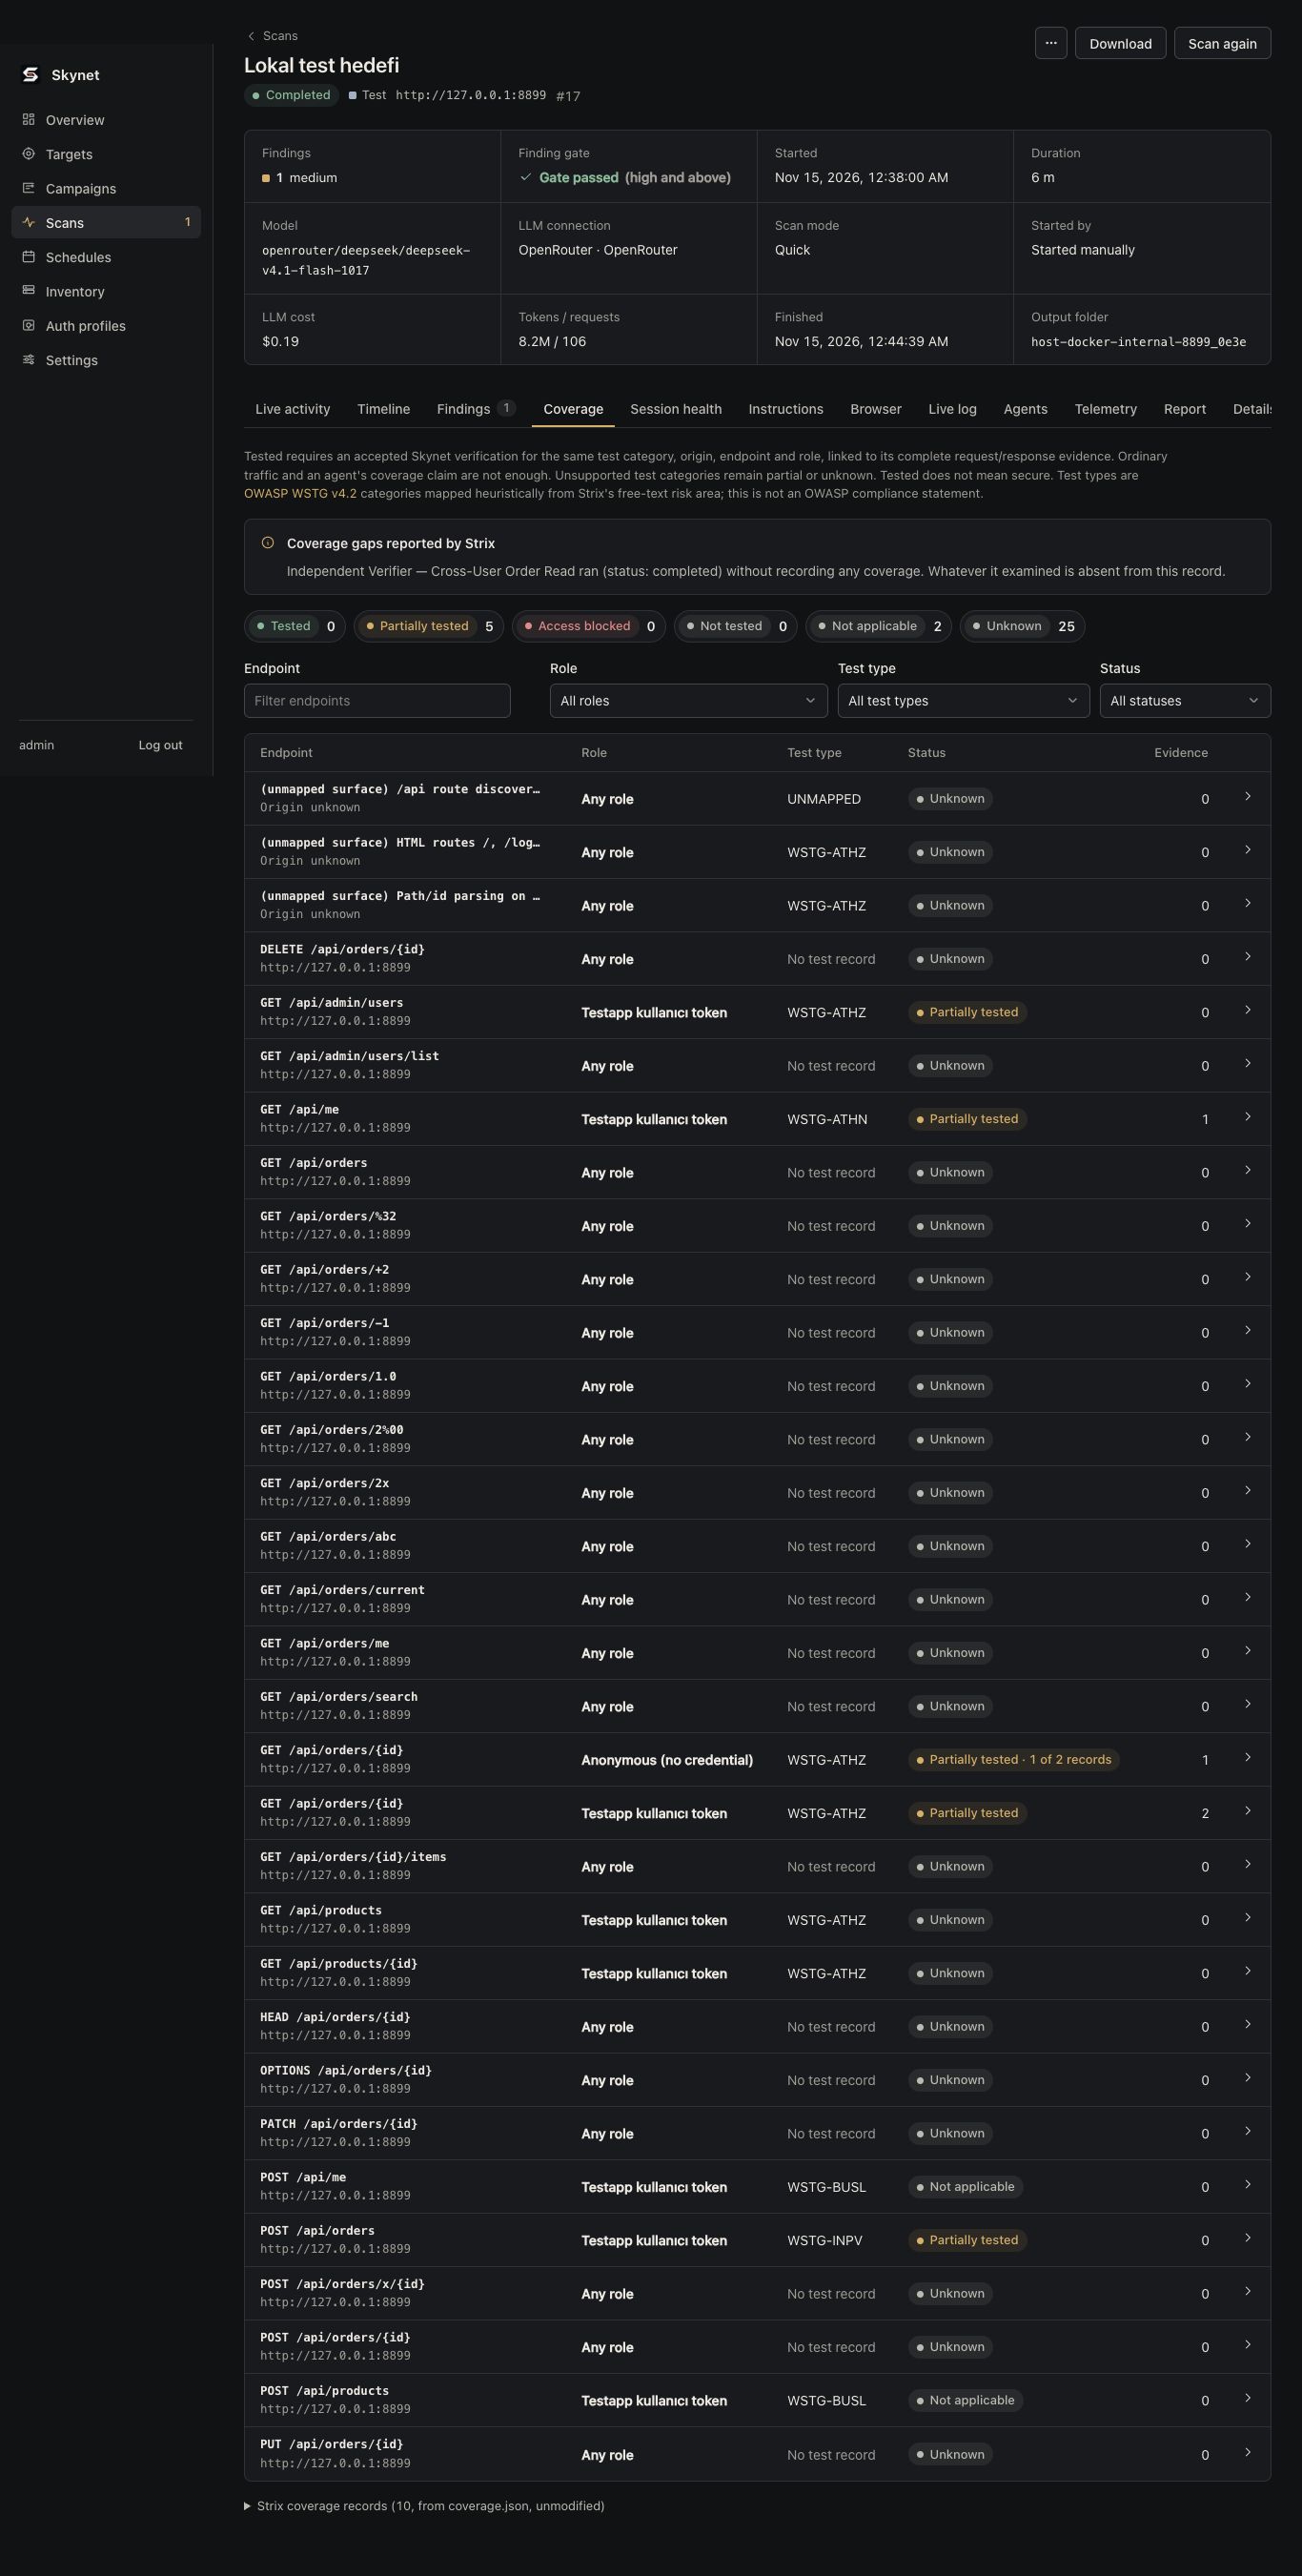 Skynet
Overview
Targets
Campaigns
Scans 1
Schedules
Inventory
Auth profiles
Settings
admin Log out
Scans
Lokal test hedefi
Completed Test http://127.0.0.1:8899 #17
... Download Scan again
Findings
1 medium
Finding gate
Gate passed (high and above)
Started
Nov 15, 2026, 12:38:00 AM
Duration
6 m
Model
openrouter/deepseek/deepseek-
v4.1-flash-1017
LLM connection
OpenRouter · OpenRouter
Scan mode
Quick
Started by
Started manually
LLM cost
$0.19
Tokens / requests
8.2M / 106
Finished
Nov 15, 2026, 12:44:39 AM
Output folder
host-docker-internal-8899_0e3e
Live activity Timeline Findings 1 Coverage Session health Instructions Browser Live log Agents Telemetry Report Details
Tested requires an accepted Skynet verification for the same test category, origin, endpoint and role, linked to its complete request/response evidence. Ordinary
traffic and an agent's coverage claim are not enough. Unsupported test categories remain partial or unknown. Tested does not mean secure. Test types are
OWASP WSTG v4.2 categories mapped heuristically from Strix's free-text risk area; this is not an OWASP compliance statement.
Coverage gaps reported by Strix
Independent Verifier — Cross-User Order Read ran (status: completed) without recording any coverage. Whatever it examined is absent from this record.
Tested 0 Partially tested 5 Access blocked 0 Not tested 0 Not applicable 2 Unknown 25
Endpoint Role Test type Status
Filter endpoints All roles All test types All statuses
Endpoint Role Test type Status Evidence
(unmapped surface) /api route discover…
Origin unknown
Any role UNMAPPED Unknown 0
(unmapped surface) HTML routes /, /log…
Origin unknown
Any role WSTG-ATHZ Unknown 0
(unmapped surface) Path/id parsing on …
Origin unknown
Any role WSTG-ATHZ Unknown 0
DELETE /api/orders/{id}
http://127.0.0.1:8899
Any role No test record Unknown 0
GET /api/admin/users
http://127.0.0.1:8899
Testapp kullanıcı token WSTG-ATHZ Partially tested 0
GET /api/admin/users/list
http://127.0.0.1:8899
Any role No test record Unknown 0
GET /api/me
http://127.0.0.1:8899
Testapp kullanıcı token WSTG-ATHN Partially tested 1
GET /api/orders
http://127.0.0.1:8899
Any role No test record Unknown 0
GET /api/orders/%32
http://127.0.0.1:8899
Any role No test record Unknown 0
GET /api/orders/+2
http://127.0.0.1:8899
Any role No test record Unknown 0
GET /api/orders/-1
http://127.0.0.1:8899
Any role No test record Unknown 0
GET /api/orders/1.0
http://127.0.0.1:8899
Any role No test record Unknown 0
GET /api/orders/2%00
http://127.0.0.1:8899
Any role No test record Unknown 0
GET /api/orders/2x
http://127.0.0.1:8899
Any role No test record Unknown 0
GET /api/orders/abc
http://127.0.0.1:8899
Any role No test record Unknown 0
GET /api/orders/current
http://127.0.0.1:8899
Any role No test record Unknown 0
GET /api/orders/me
http://127.0.0.1:8899
Any role No test record Unknown 0
GET /api/orders/search
http://127.0.0.1:8899
Any role No test record Unknown 0
GET /api/orders/{id}
http://127.0.0.1:8899
Anonymous (no credential) WSTG-ATHZ Partially tested · 1 of 2 records 1
GET /api/orders/{id}
http://127.0.0.1:8899
Testapp kullanıcı token WSTG-ATHZ Partially tested 2
GET /api/orders/{id}/items
http://127.0.0.1:8899
Any role No test record Unknown 0
GET /api/products
http://127.0.0.1:8899
Testapp kullanıcı token WSTG-ATHZ Unknown 0
GET /api/products/{id}
http://127.0.0.1:8899
Testapp kullanıcı token WSTG-ATHZ Unknown 0
HEAD /api/orders/{id}
http://127.0.0.1:8899
Any role No test record Unknown 0
OPTIONS /api/orders/{id}
http://127.0.0.1:8899
Any role No test record Unknown 0
PATCH /api/orders/{id}
http://127.0.0.1:8899
Any role No test record Unknown 0
POST /api/me
http://127.0.0.1:8899
Testapp kullanıcı token WSTG-BUSL Not applicable 0
POST /api/orders
http://127.0.0.1:8899
Testapp kullanıcı token WSTG-INPV Partially tested 0
POST /api/orders/x/{id}
http://127.0.0.1:8899
Any role No test record Unknown 0
POST /api/orders/{id}
http://127.0.0.1:8899
Any role No test record Unknown 0
POST /api/products
http://127.0.0.1:8899
Testapp kullanıcı token WSTG-BUSL Not applicable 0
PUT /api/orders/{id}
http://127.0.0.1:8899
Any role No test record Unknown 0
Strix coverage records (10, from coverage.json, unmodified)